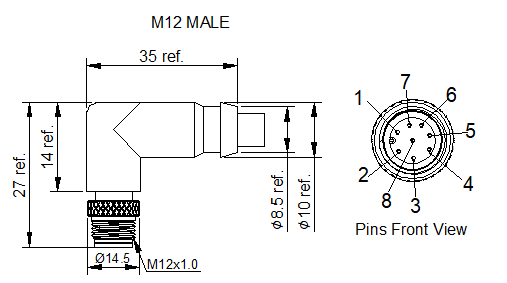 M12 MALE
35 ref.
27 ref.
14 ref.
ϕ8.5 ref.
ϕ10 ref.
Ø14.5
M12x1.0
7
6
1
5
2
4
8
3
Pins Front View